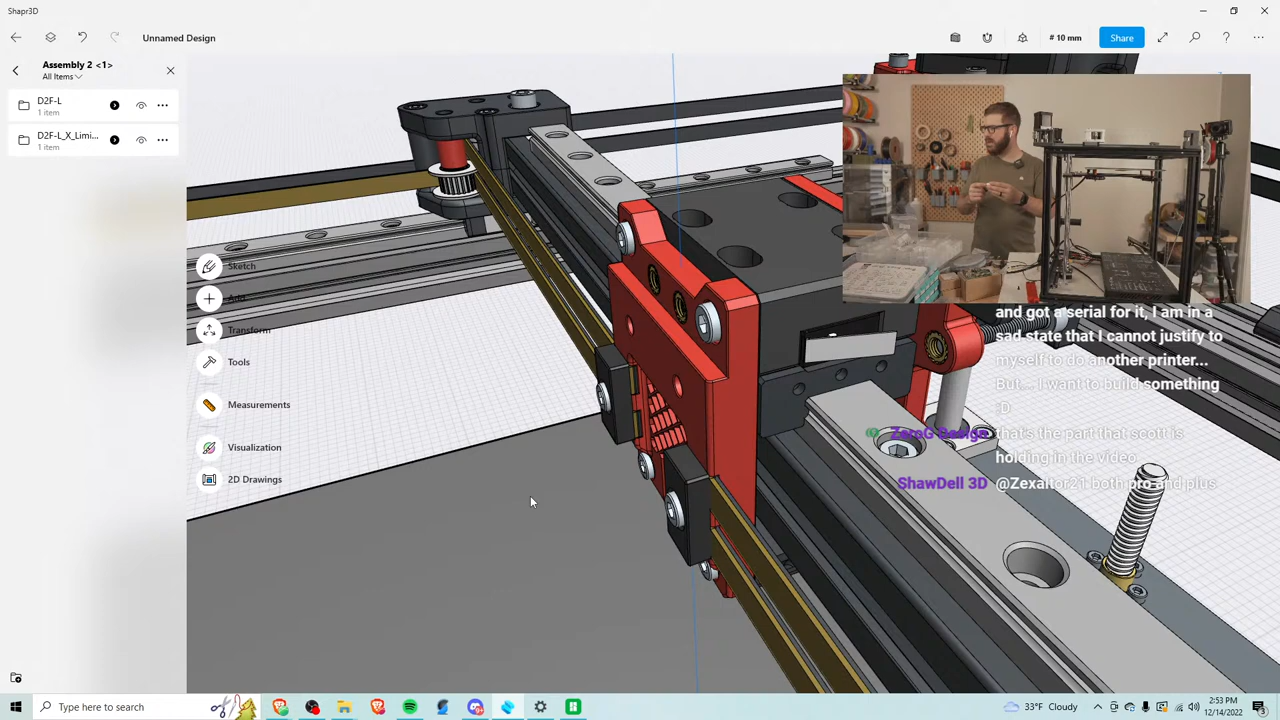 Shapr3D
Unnamed Design
# 10 mm
Share
?
Assembly 2 <1>
All Items
D2F-L
1 item
D2F-L_X_Limi...
1 item
Sketch
Add
Transform
Tools
Measurements
Visualization
2D Drawings
and got a serial for it, I am in a
sad state that I cannot justify to
myself to do another printer...
But.... I want to build something
:D
ZeroG Design that's the part that scott is
holding in the video.
ShawDell 3D @Zexaltor21 both pro and plus
Type here to search
33°F Cloudy
2:53 PM
12/14/2022